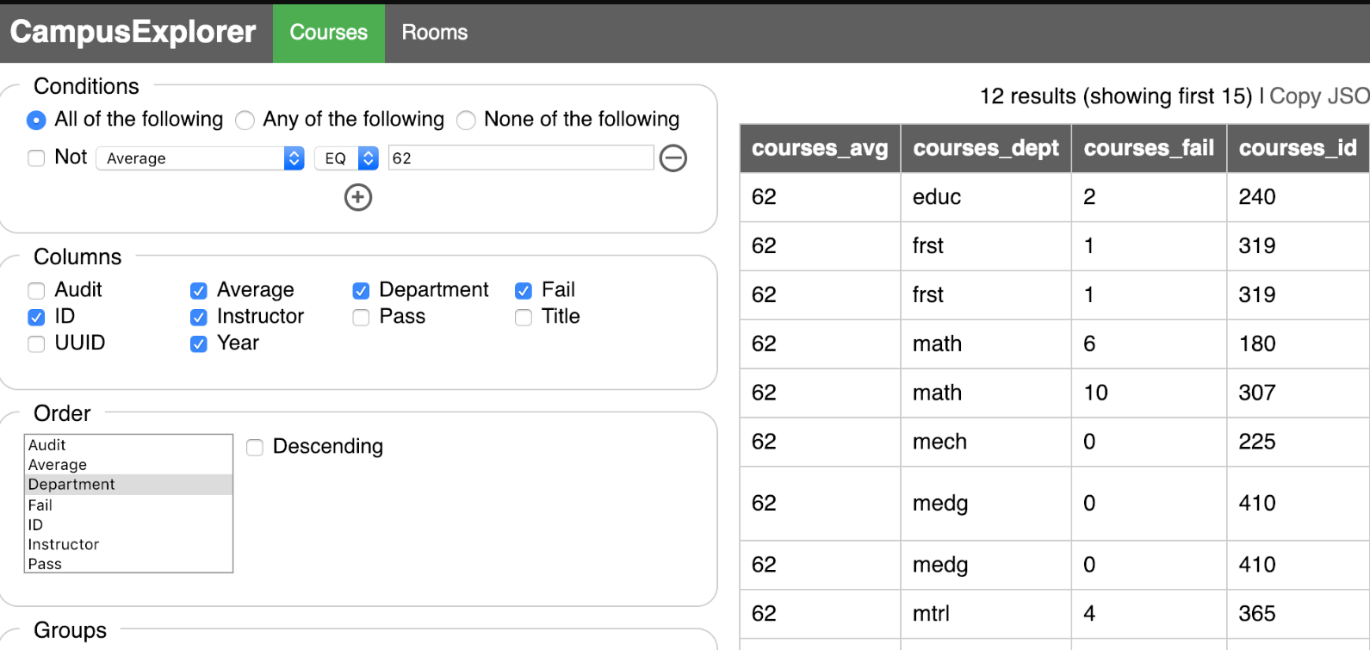 CampusExplorer Courses Rooms
Conditions
All of the following Any of the following None of the following
Not Average EQ 62
Columns
Audit Average Department Fail
ID Instructor Pass Title
UUID Year
Order
Audit
Average
Department
Fail
ID
Instructor
Pass
Descending
Groups
12 results (showing first 15) | Copy JSO
courses_avg courses_dept courses_fail courses_id
62 educ 2 240
62 frst 1 319
62 frst 1 319
62 math 6 180
62 math 10 307
62 mech 0 225
62 medg 0 410
62 medg 0 410
62 mtrl 4 365